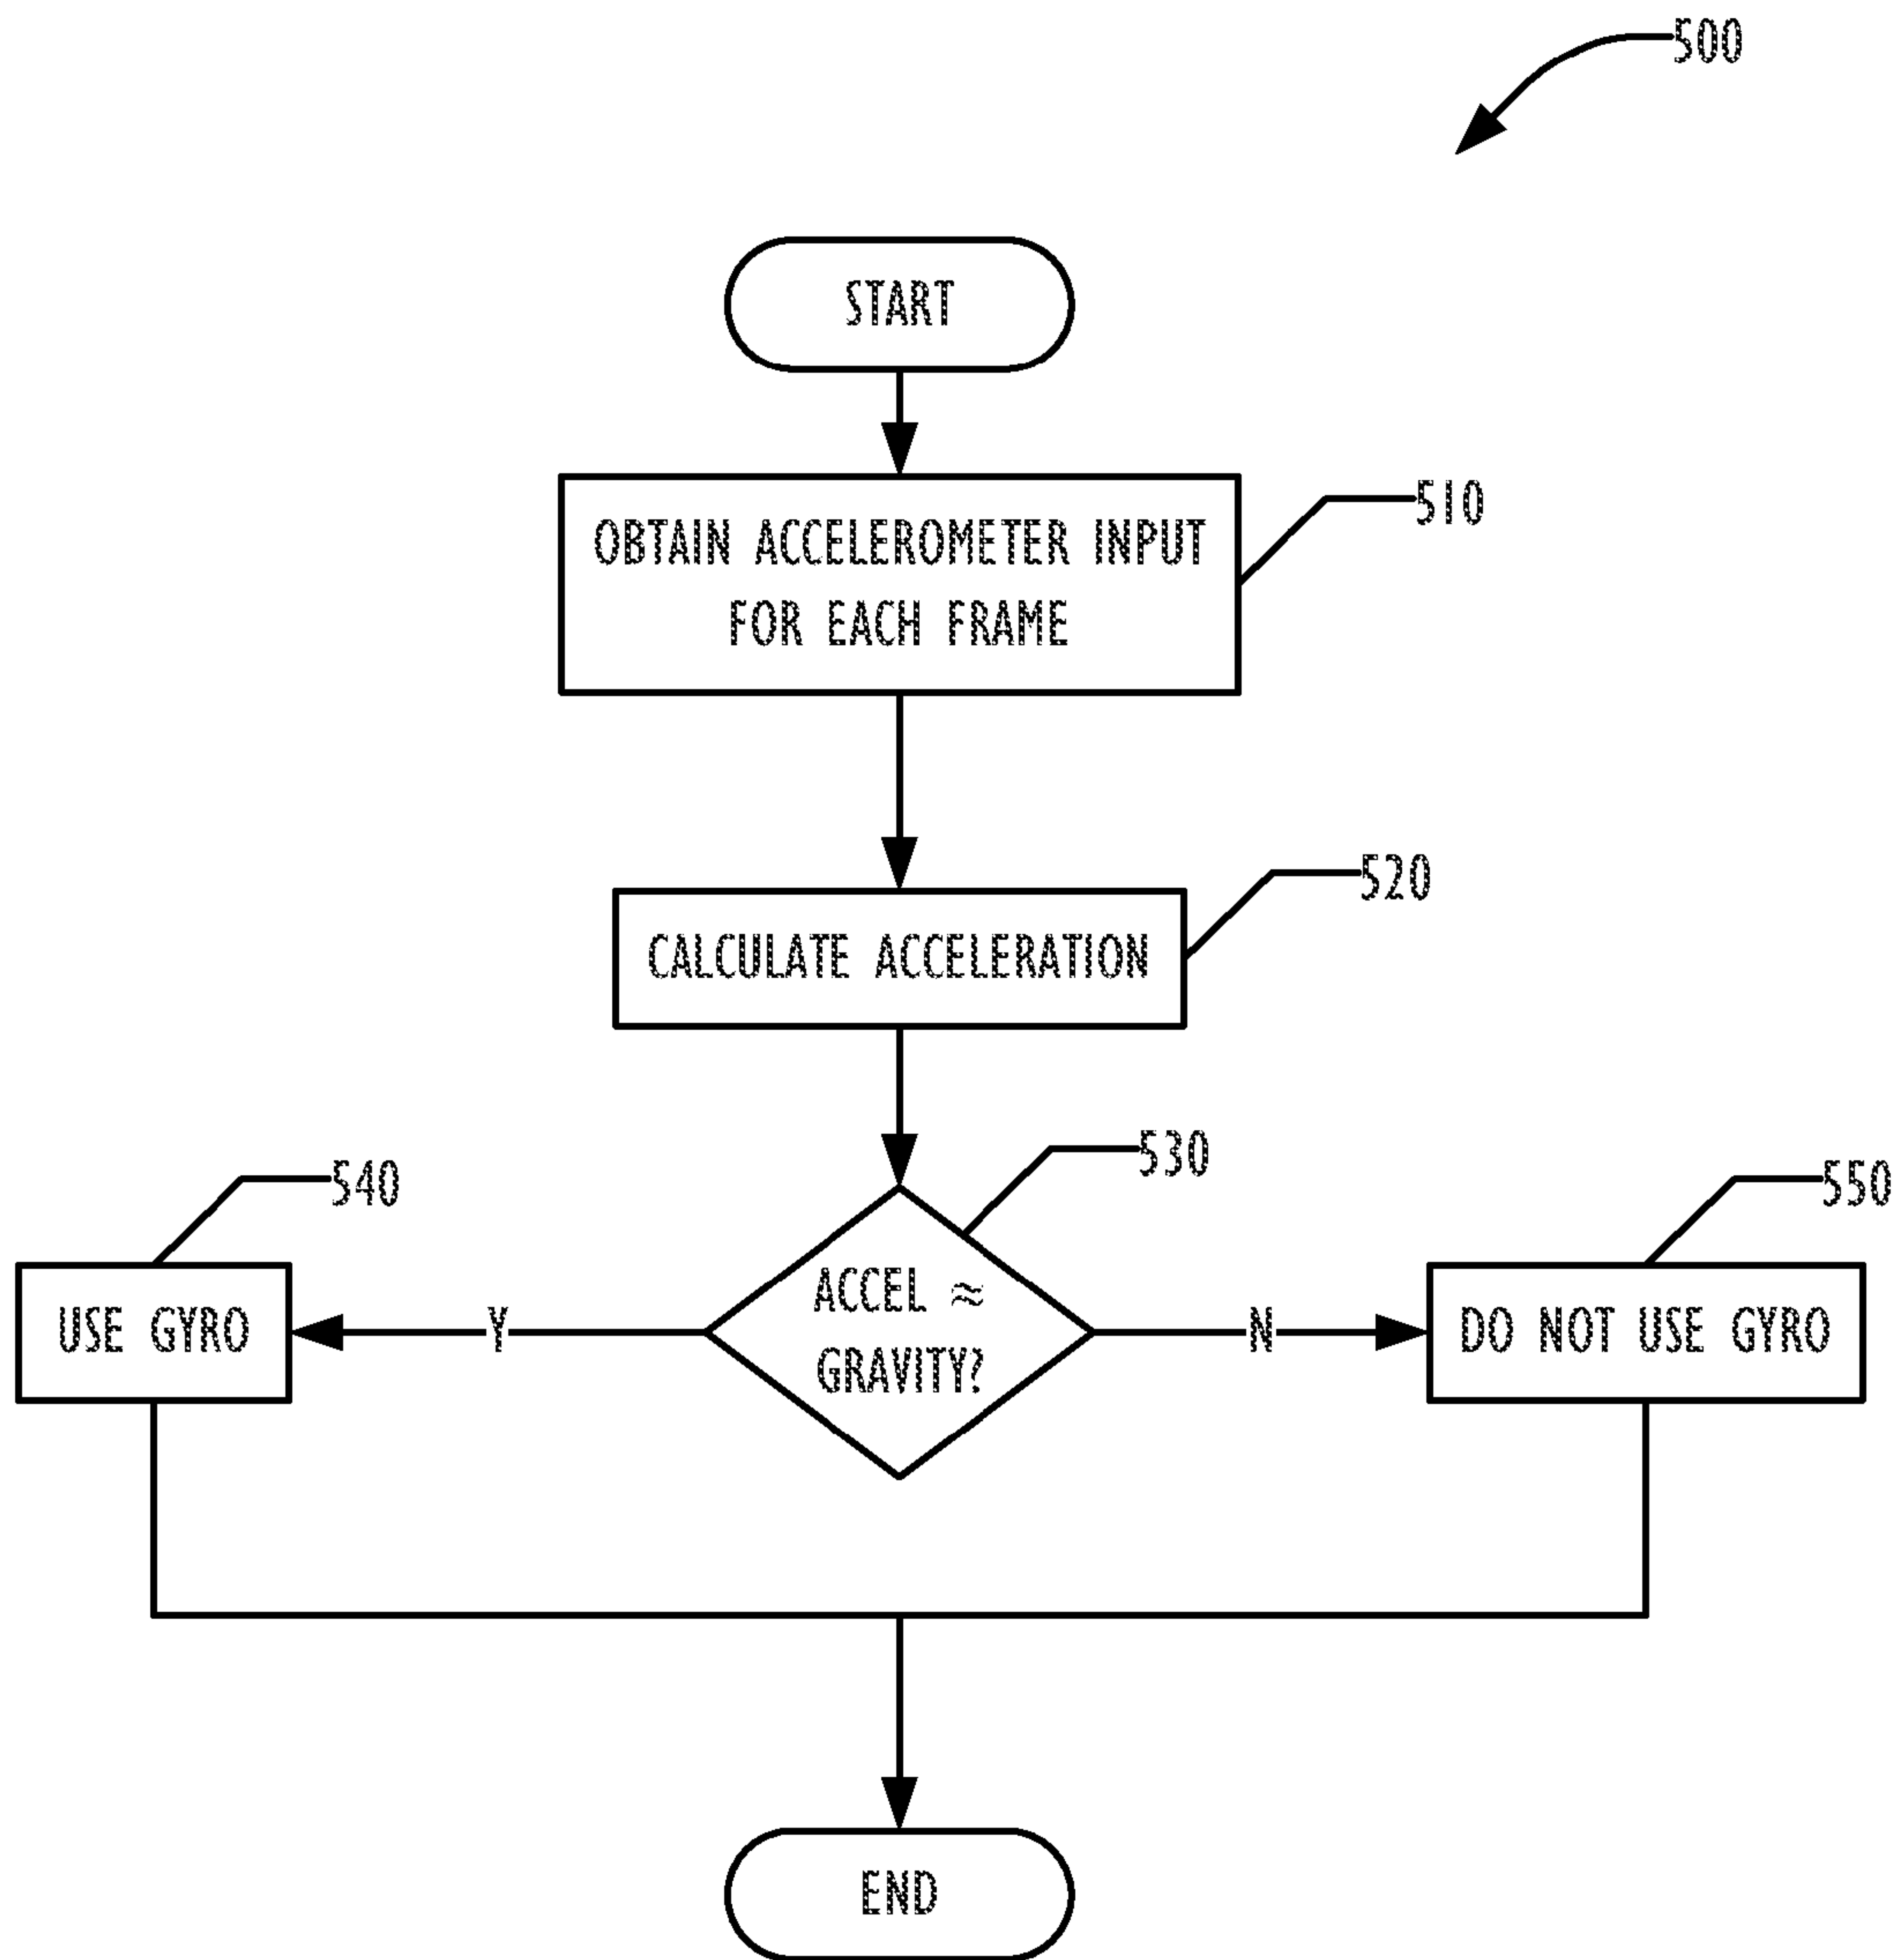 500
START
510
OBTAIN ACCELEROMETER INPUT
FOR EACH FRAME
520
CALCULATE ACCELERATION
530
540
550
ACCEL ≈
GRAVITY?
USE GYRO
Y
N
DO NOT USE GYRO
END